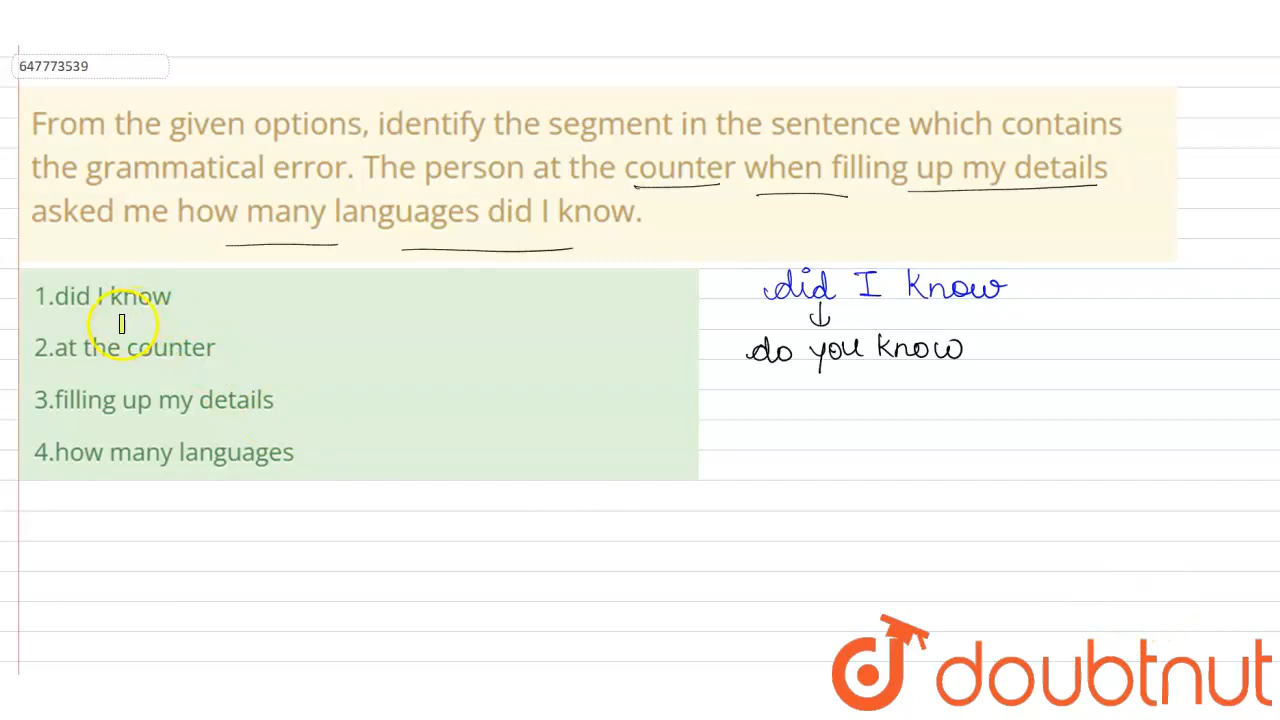 647773539
From the given options, identify the segment in the sentence which contains
the grammatical error. The person at the counter when filling up my details
asked me how many languages did I know.
1.did I know
2.at the counter
3.filling up my details
4.how many languages
did I know
do you know
doubtnut